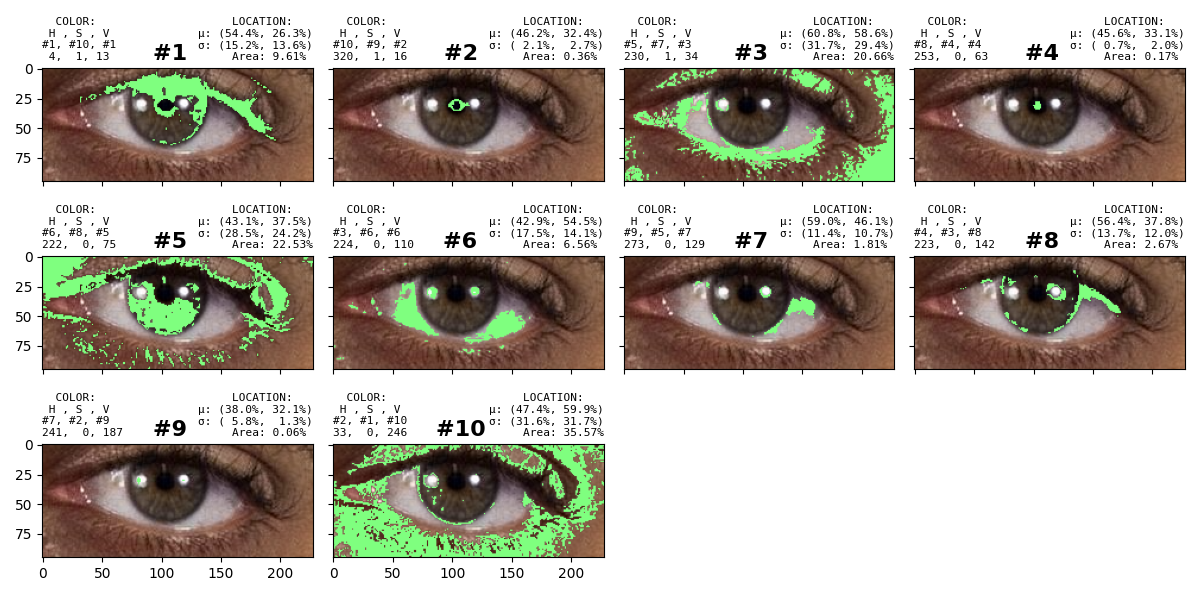 COLOR: LOCATION: COLOR: LOCATION: COLOR: LOCATION: COLOR: LOCATION:
H , S , V μ: (54.4%, 26.3%) H , S , V μ: (46.2%, 32.4%) H , S , V μ: (60.8%, 58.6%) H , S , V μ: (45.6%, 33.1%)
#1, #10, #1 #1 σ: (15.2%, 13.6%) #10, #9, #2 #2 σ: ( 2.1%,  2.7%) #5, #7, #3 #3 σ: (31.7%, 29.4%) #8, #4, #4 #4 σ: ( 0.7%,  2.0%)
4,  1, 13 Area: 9.61% 320,  1, 16 Area: 0.36% 230,  1, 34 Area: 20.66% 253,  0, 63 Area: 0.17%
0
25
50
75
COLOR: LOCATION: COLOR: LOCATION: COLOR: LOCATION: COLOR: LOCATION:
H , S , V μ: (43.1%, 37.5%) H , S , V μ: (42.9%, 54.5%) H , S , V μ: (59.0%, 46.1%) H , S , V μ: (56.4%, 37.8%)
#6, #8, #5 #5 σ: (28.5%, 24.2%) #3, #6, #6 #6 σ: (17.5%, 14.1%) #9, #5, #7 #7 σ: (11.4%, 10.7%) #4, #3, #8 #8 σ: (13.7%, 12.0%)
222,  0, 75 Area: 22.53% 224,  0, 110 Area: 6.56% 273,  0, 129 Area: 1.81% 223,  0, 142 Area: 2.67%
0
25
50
75
COLOR: LOCATION: COLOR: LOCATION:
H , S , V μ: (38.0%, 32.1%) H , S , V μ: (47.4%, 59.9%)
#7, #2, #9 #9 σ: ( 5.8%,  1.3%) #2, #1, #10 #10 σ: (31.6%, 31.7%)
241,  0, 187 Area: 0.06% 33,  0, 246 Area: 35.57%
0
25
50
75
0 50 100 150 200 0 50 100 150 200